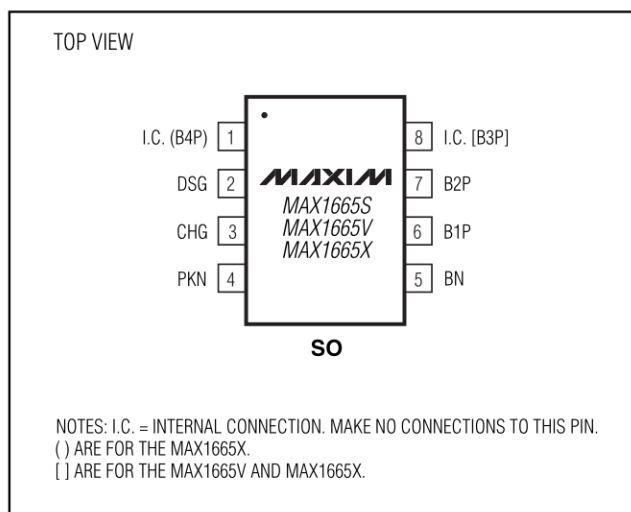 TOP VIEW
I.C. (B4P) 1
DSG 2
CHG 3
PKN 4
8 I.C. [B3P]
7 B2P
6 B1P
5 BN
MAXIM
MAX1665S
MAX1665V
MAX1665X
SO
NOTES: I.C. = INTERNAL CONNECTION. MAKE NO CONNECTIONS TO THIS PIN.
( ) ARE FOR THE MAX1665X.
[ ] ARE FOR THE MAX1665V AND MAX1665X.